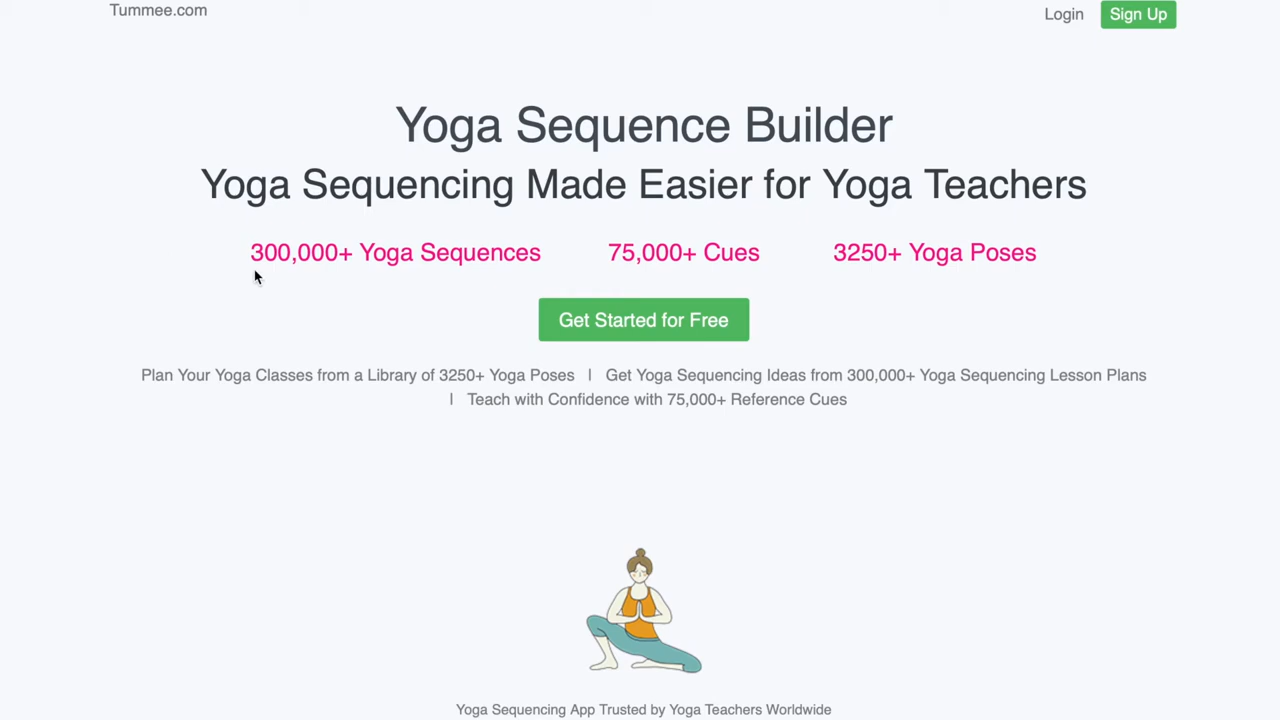 Tummee.com
Login
Sign Up
Yoga Sequence Builder
Yoga Sequencing Made Easier for Yoga Teachers
300,000+ Yoga Sequences
75,000+ Cues
3250+ Yoga Poses
Get Started for Free
Plan Your Yoga Classes from a Library of 3250+ Yoga Poses | Get Yoga Sequencing Ideas from 300,000+ Yoga Sequencing Lesson Plans
| Teach with Confidence with 75,000+ Reference Cues
Yoga Sequencing App Trusted by Yoga Teachers Worldwide